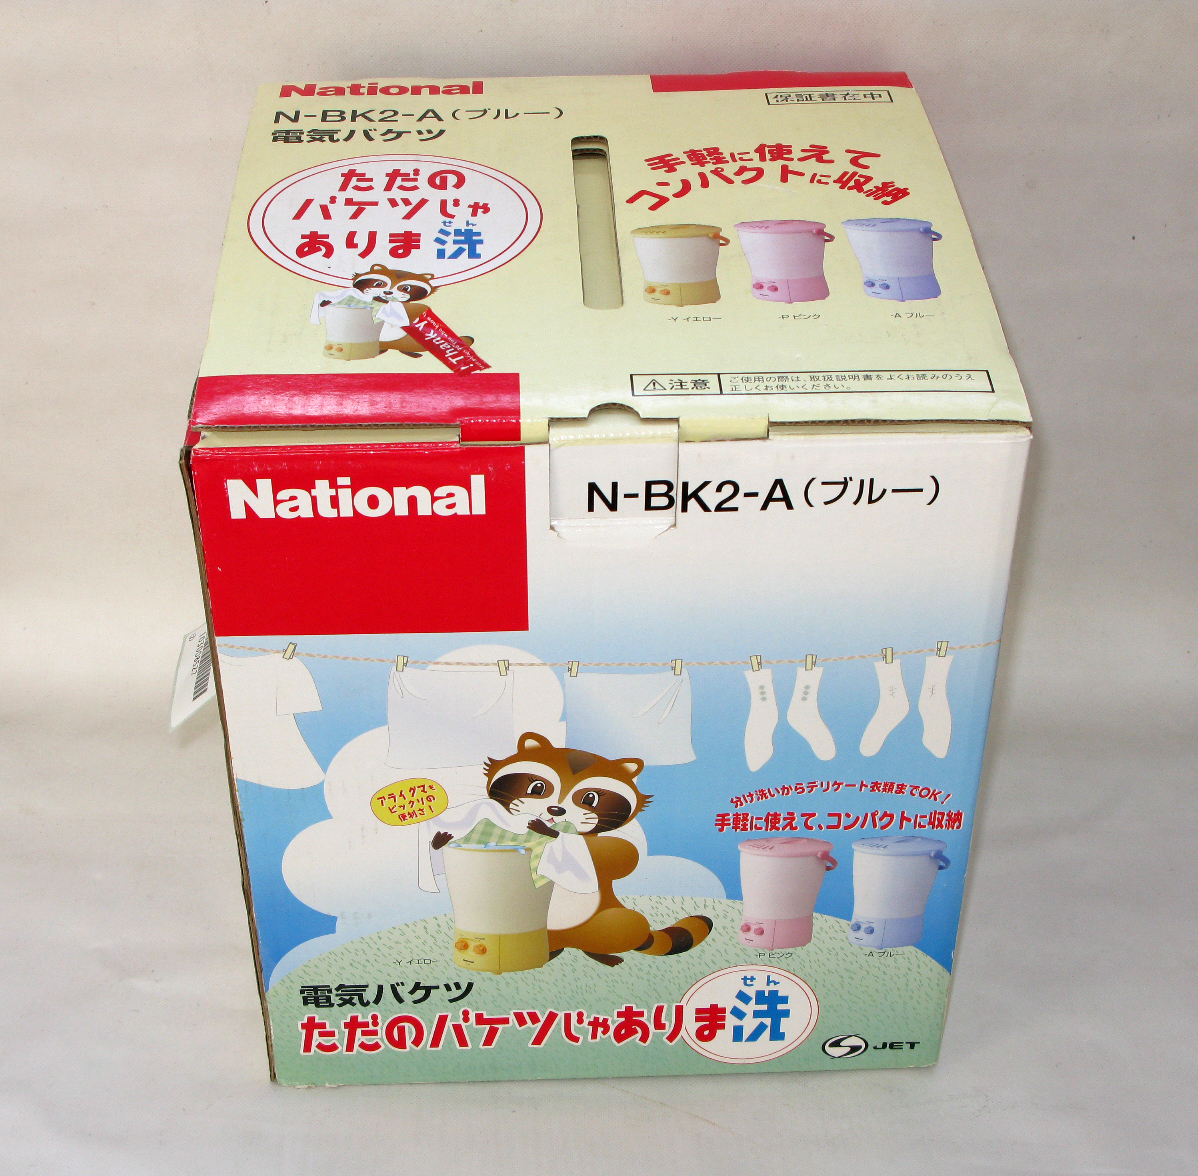 National
保証書在中
N-BK2-A(ブルー)
電気バケツ
ただの
バケツじゃ
せん
ありま洗
手軽に使えて
コンパクトに収納
-Y イエロー
-P ピンク
-A ブルー
Thank Y
注意
ご使用の際は、取扱説明書をよくお読みのうえ
正しくお使いください。
National
N-BK2-A(ブルー)
アライグマも
ビックリの
便利さ!
分け洗いからデリケート衣類までOK!
手軽に使えて、コンパクトに収納
-Y イエロー
-P ピンク
-A ブルー
電気バケツ
せん
ただのバケツじゃありま洗
JET